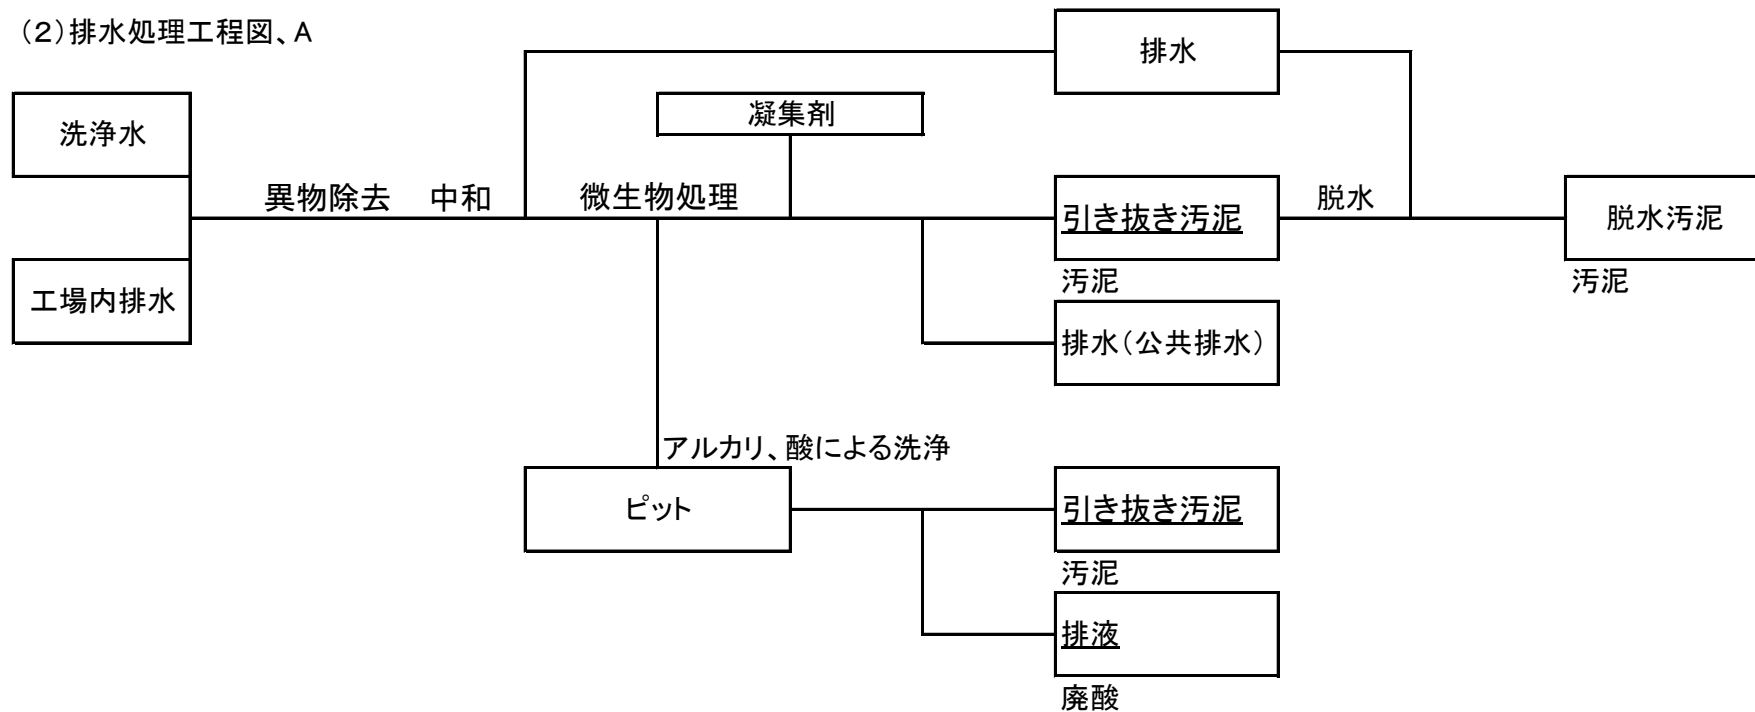 （２）排水処理工程図、A
排水
凝集剤
洗浄水
異物除去　中和
微生物処理
引き抜き汚泥
脱水
脱水汚泥
汚泥
汚泥
工場内排水
排水（公共排水）
アルカリ、酸による洗浄
ピット
引き抜き汚泥
汚泥
排液
廃酸